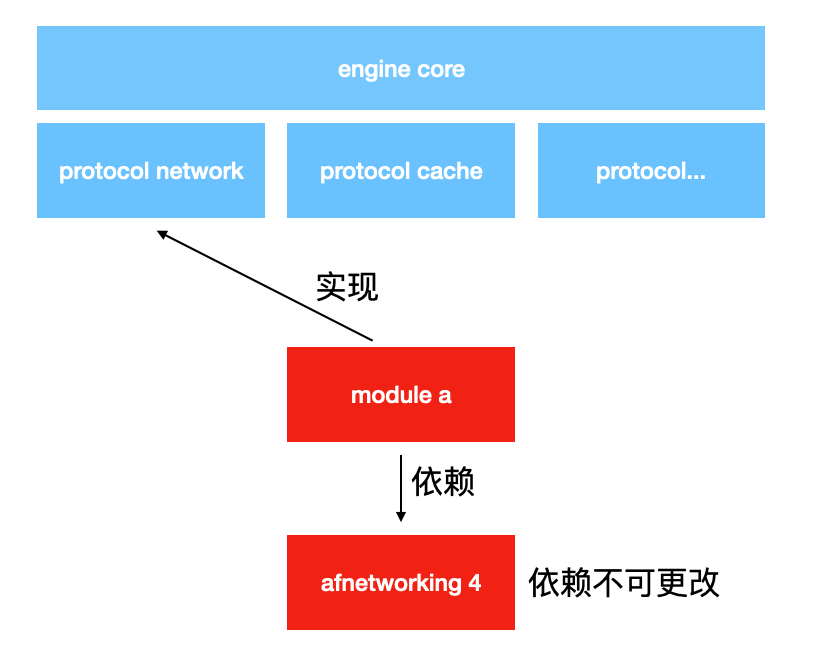 engine core
protocol network
protocol cache
protocol...
实现
module a
依赖
afnetworking 4
依赖不可更改